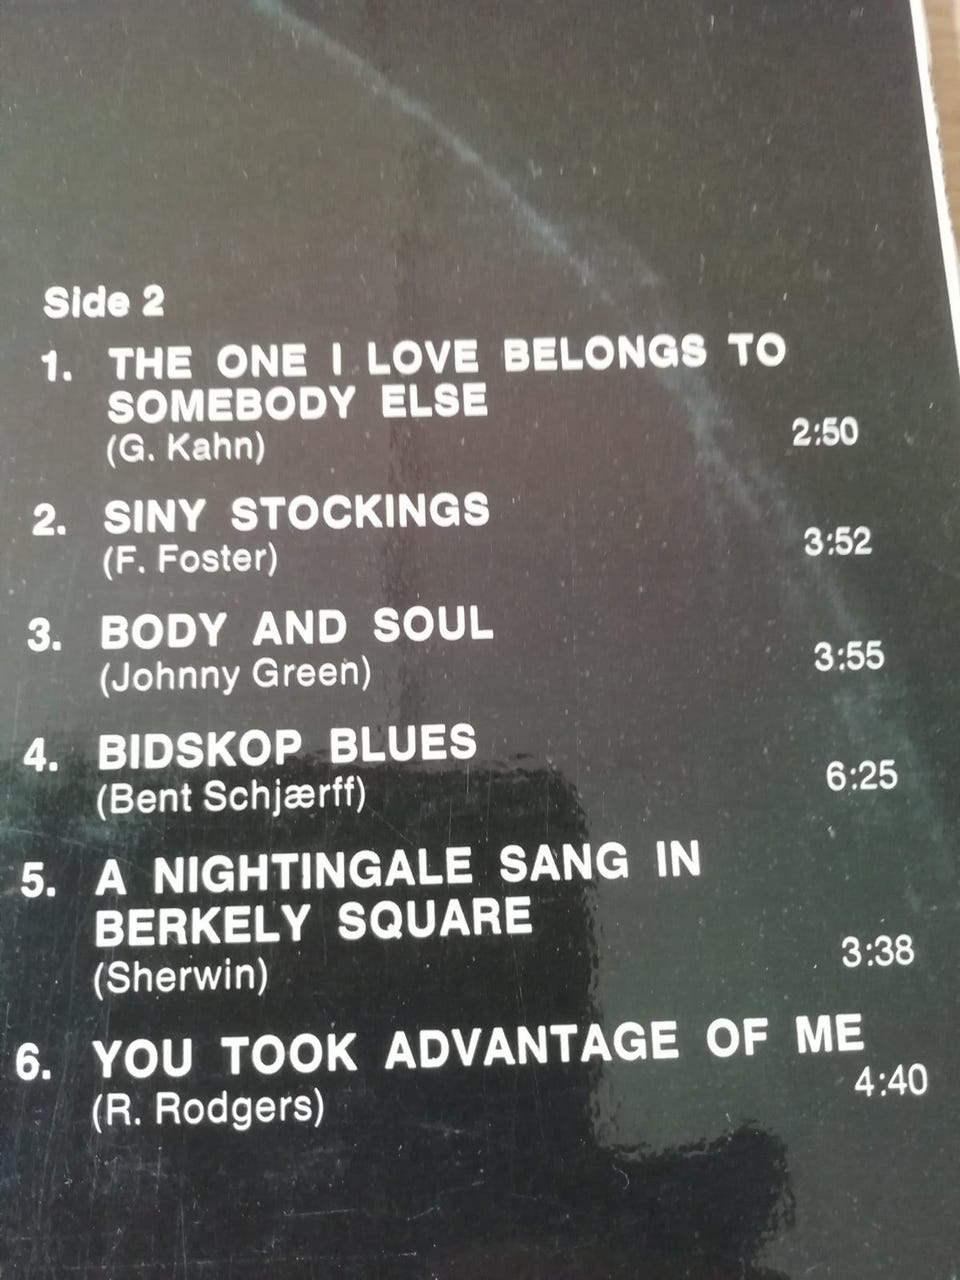 Side 2
1. THE ONE I LOVE BELONGS TO
SOMEBODY ELSE
(G. Kahn) 2:50
2. SINY STOCKINGS
(F. Foster) 3:52
3. BODY AND SOUL
(Johnny Green) 3:55
4. BIDSKOP BLUES
(Bent Schjærff) 6:25
5. A NIGHTINGALE SANG IN
BERKELY SQUARE
(Sherwin) 3:38
6. YOU TOOK ADVANTAGE OF ME
(R. Rodgers) 4:40